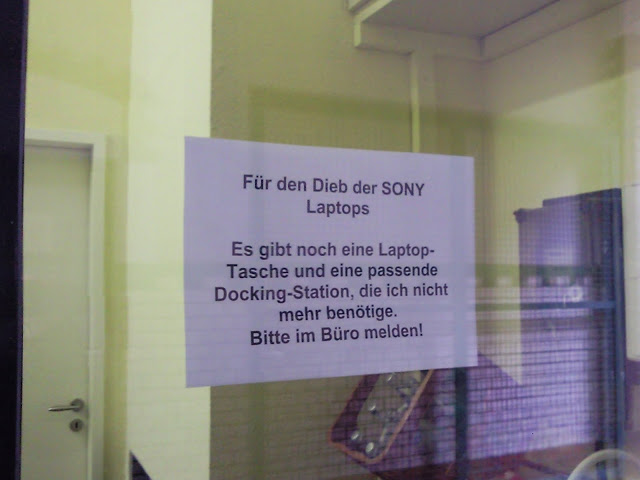 Für den Dieb der SONY
Laptops
Es gibt noch eine Laptop-
Tasche und eine passende
Docking-Station, die ich nicht
mehr benötige.
Bitte im Büro melden!